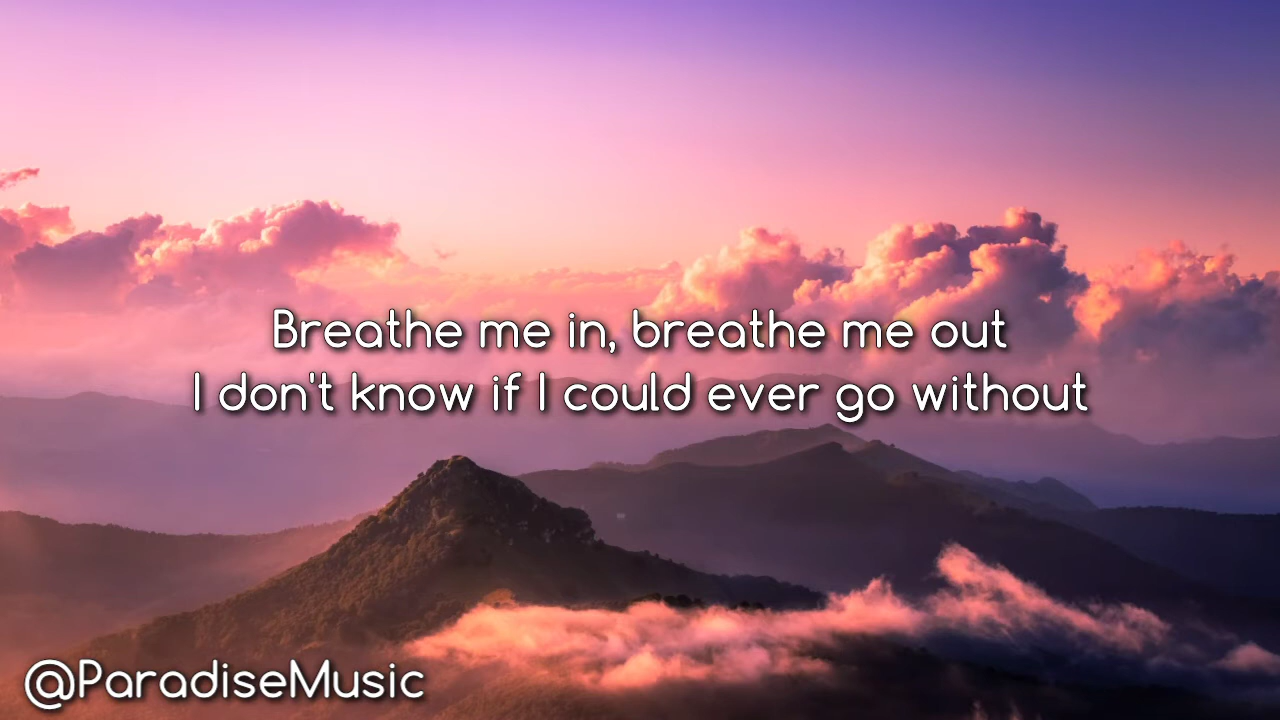 Breathe me in, breathe me out
I don't know if I could ever go without
@ParadiseMusic